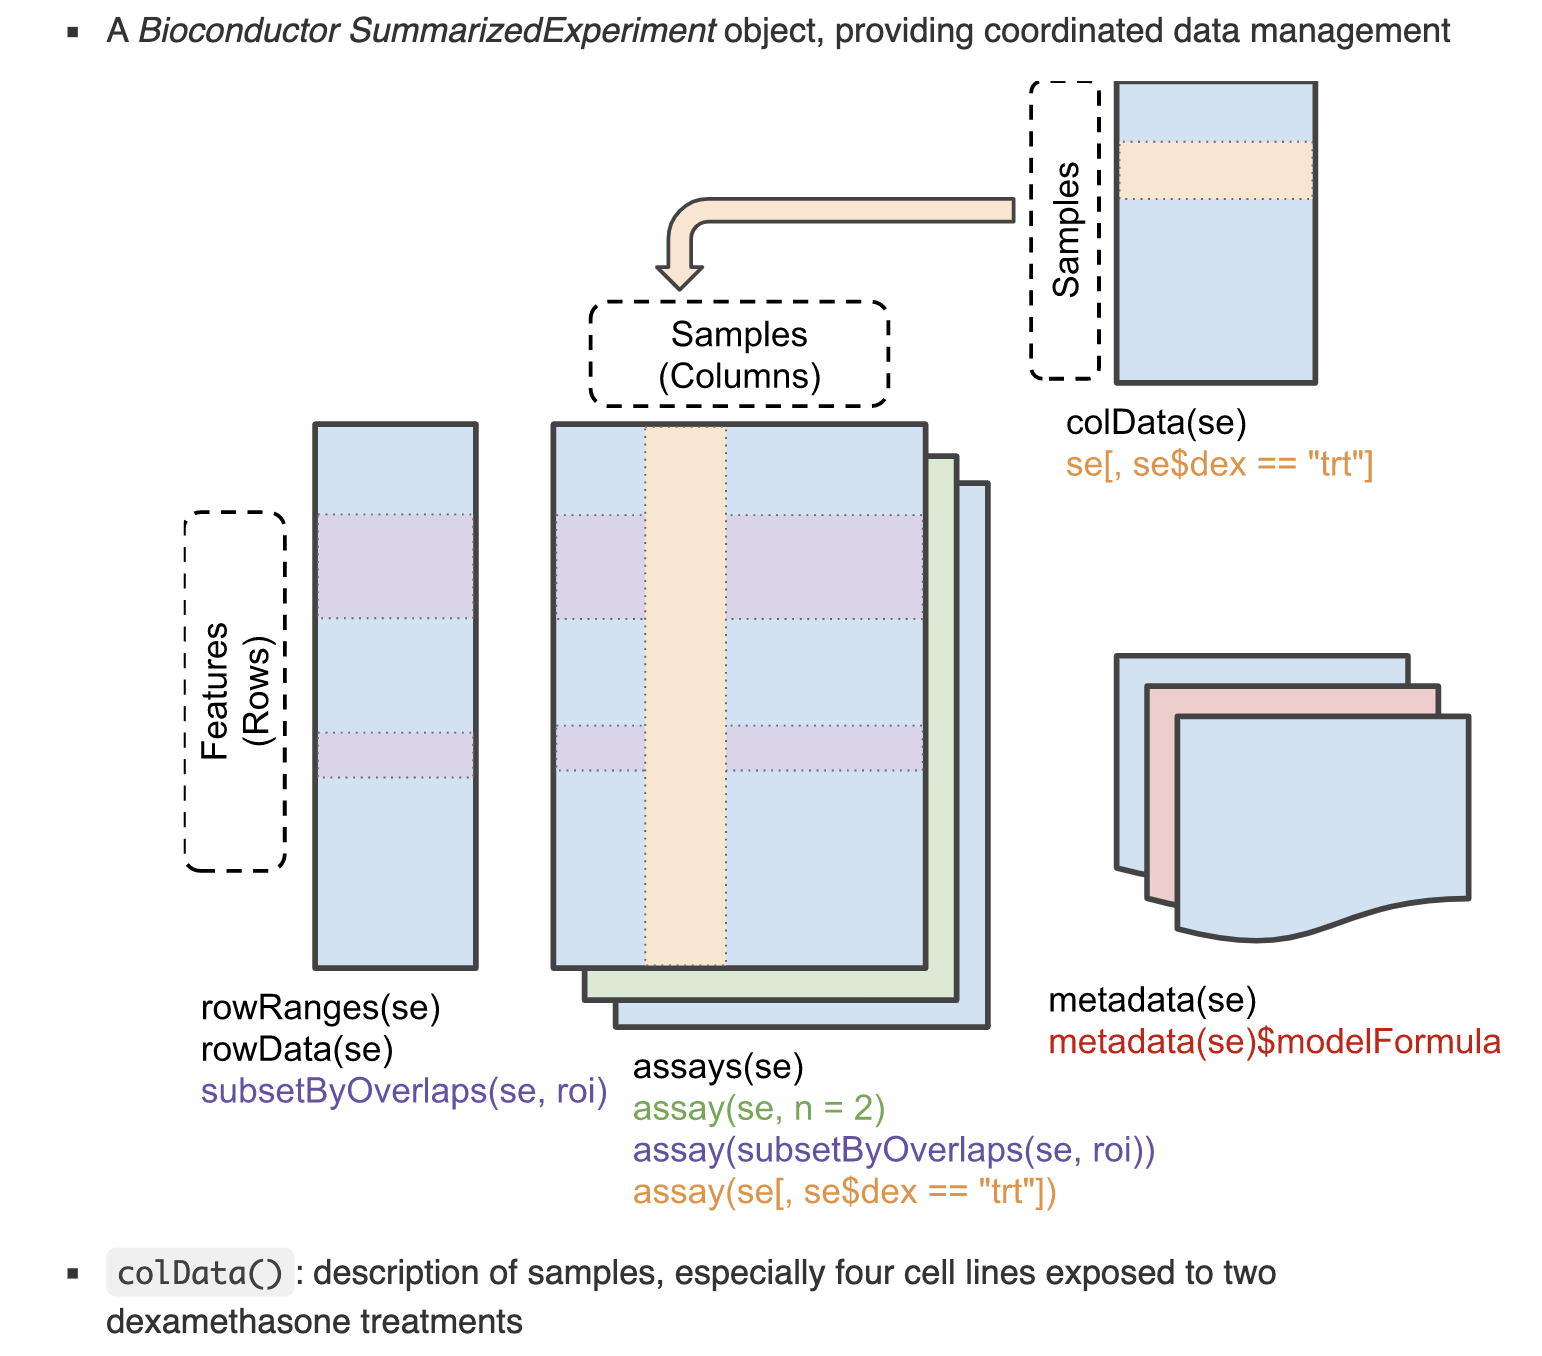 A Bioconductor SummarizedExperiment object, providing coordinated data management
Samples
Samples
(Columns)
colData(se)
se[, se$dex == "trt"]
Features
(Rows)
rowRanges(se)
rowData(se)
subsetByOverlaps(se, roi)
assays(se)
assay(se, n = 2)
assay(subsetByOverlaps(se, roi))
assay(se[, se$dex == "trt"])
metadata(se)
metadata(se)$modelFormula
colData() : description of samples, especially four cell lines exposed to two
dexamethasone treatments